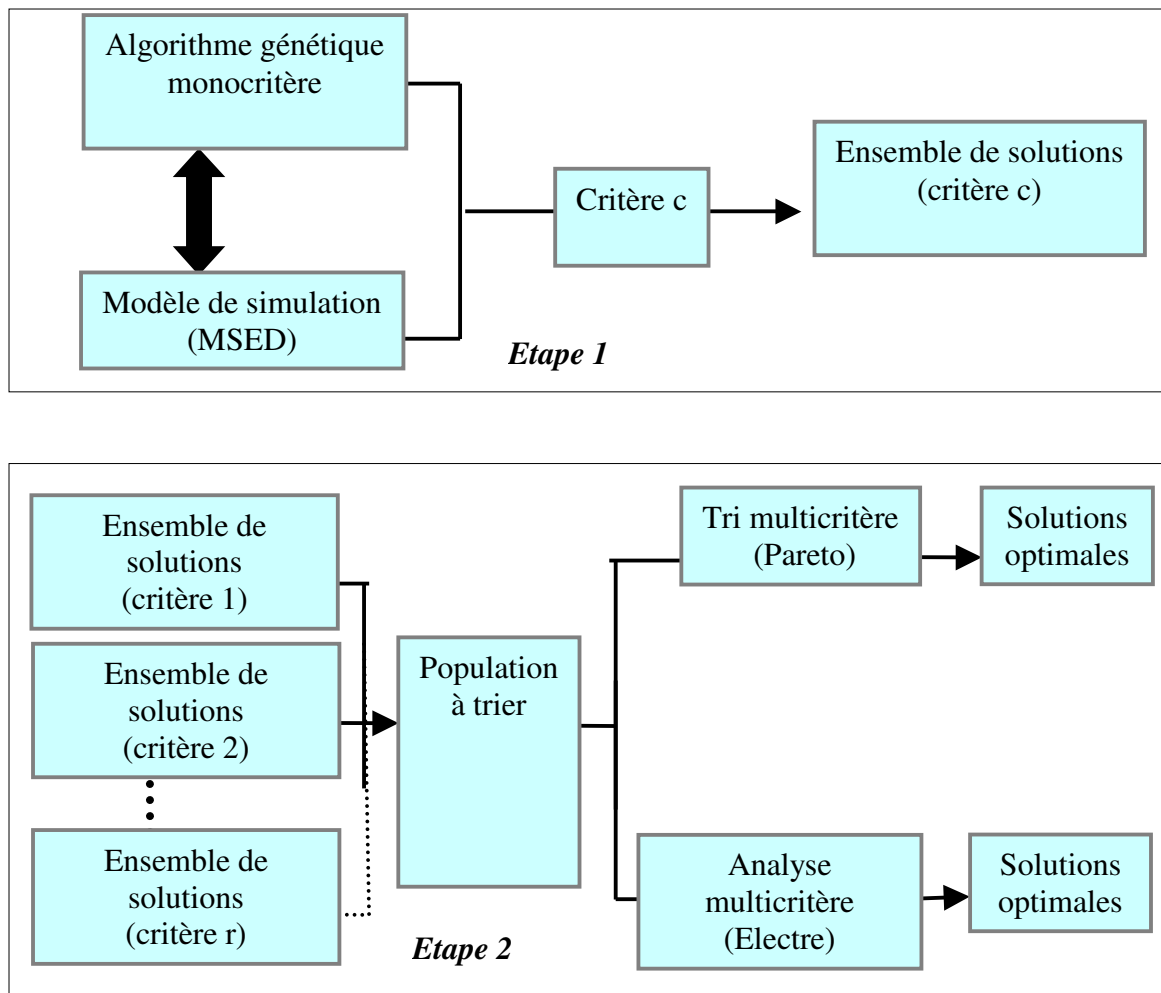 Algorithme génétique
monocritère
Ensemble de solutions
(critère c)
Critère c
Modèle de simulation
(MSED)
Etape 1
Ensemble de
solutions
(critère 1)
Tri multicritère
(Pareto)
Solutions
optimales
Ensemble de
solutions
(critère 2)
Population
à trier
Ensemble de
solutions
(critère r)
Analyse
multicritère
(Electre)
Solutions
optimales
Etape 2